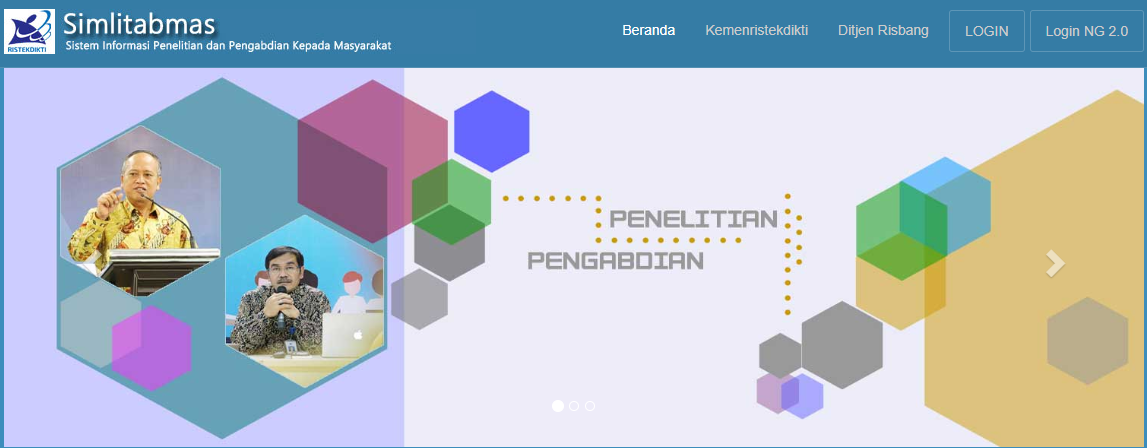 RISTEKDIKTI
Simlitabmas
Sistem Informasi Penelitian dan Pengabdian Kepada Masyarakat
Beranda
Kemenristekdikti
Ditjen Risbang
LOGIN
Login NG 2.0
PENELITIAN
PENGABDIAN